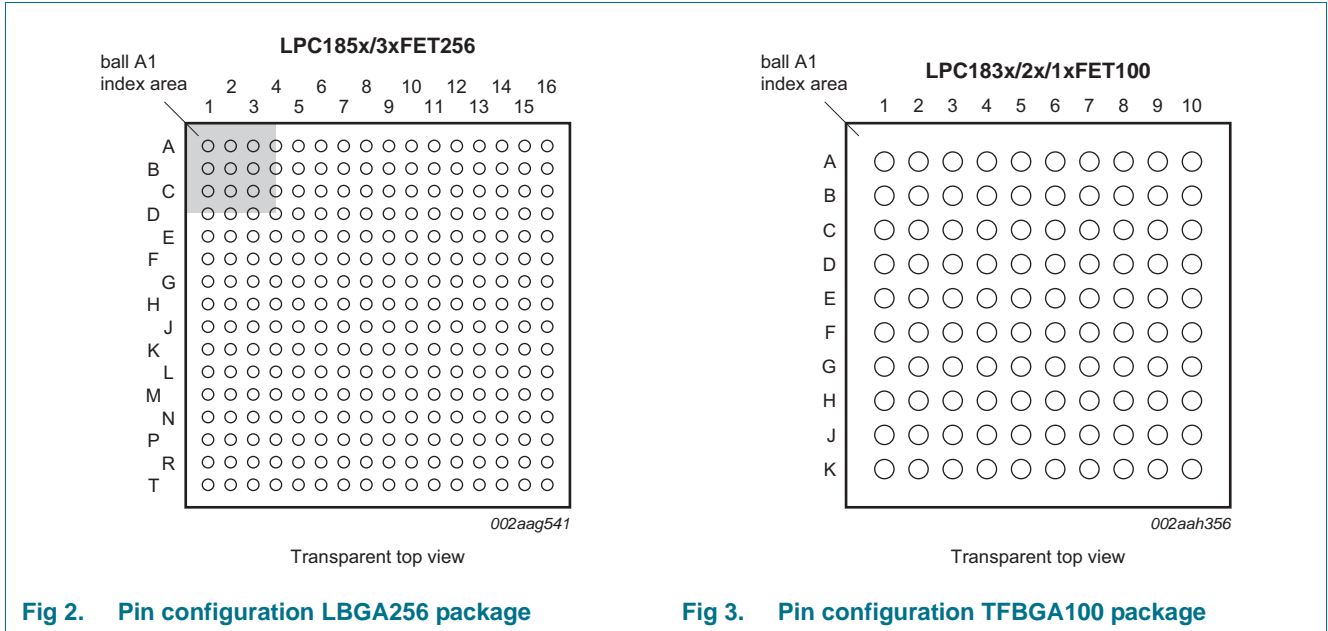 LPC185x/3xFET256
ball A1
index area
2 4 6 8 10 12 14 16
1 3 5 7 9 11 13 15
A
B
C
D
E
F
G
H
J
K
L
M
N
P
R
T
002aag541
Transparent top view
Fig 2. Pin configuration LBGA256 package
LPC183x/2x/1xFET100
ball A1
index area
1 2 3 4 5 6 7 8 9 10
A
B
C
D
E
F
G
H
J
K
002aah356
Transparent top view
Fig 3. Pin configuration TFBGA100 package